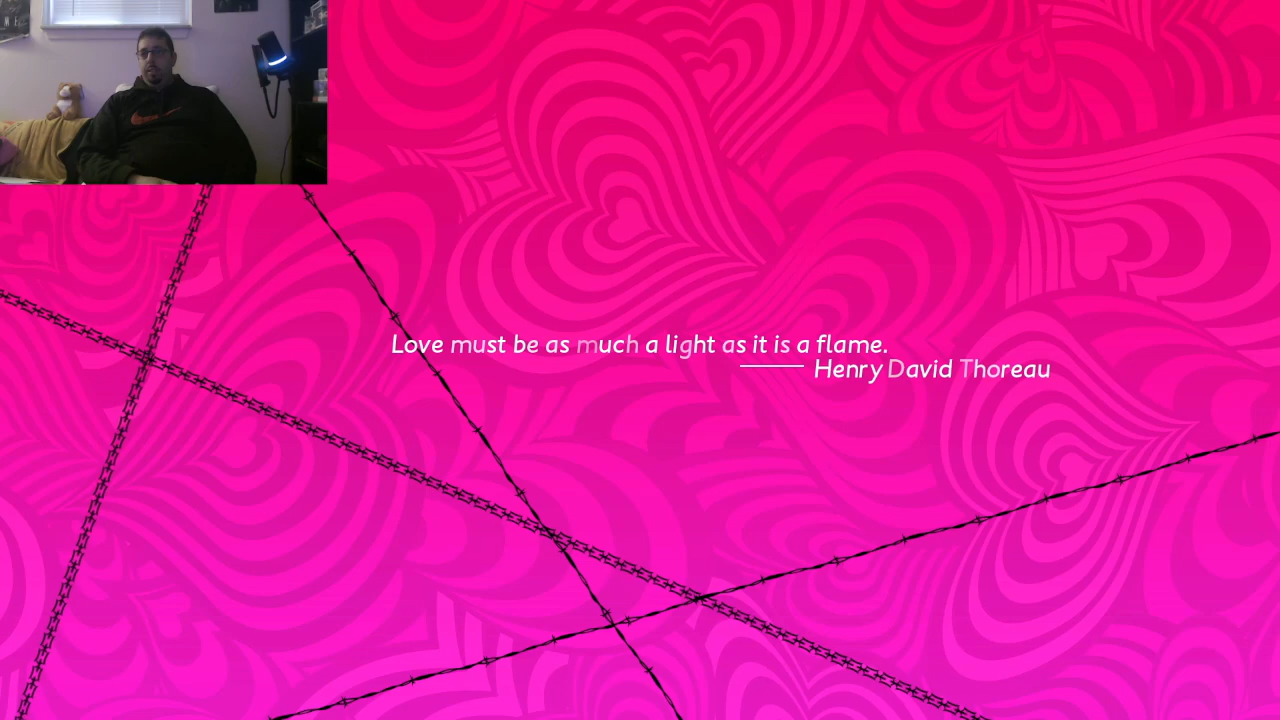 Love must be as much a light as it is a flame.
Henry David Thoreau